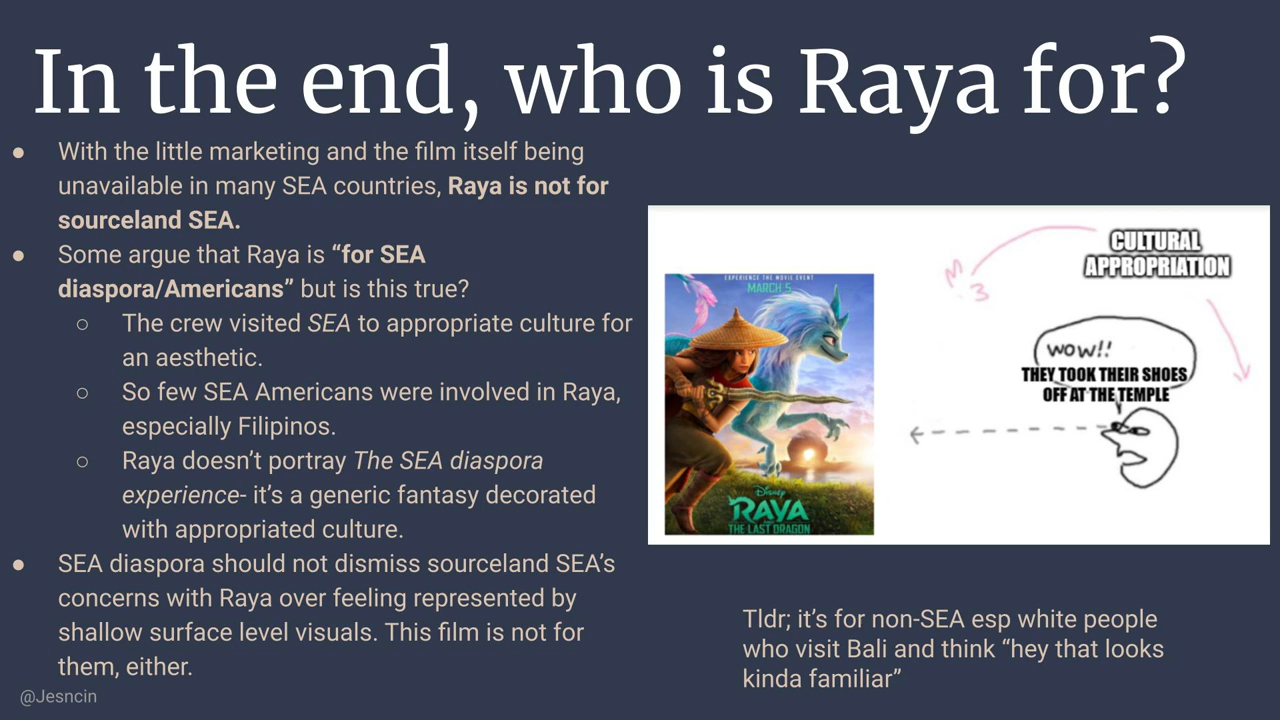 In the end, who is Raya for?
● With the little marketing and the film itself being
unavailable in many SEA countries, Raya is not for
sourceland SEA.
● Some argue that Raya is “for SEA
diaspora/Americans” but is this true?
○ The crew visited SEA to appropriate culture for
an aesthetic.
○ So few SEA Americans were involved in Raya,
especially Filipinos.
○ Raya doesn’t portray The SEA diaspora
experience- it’s a generic fantasy decorated
with appropriated culture.
● SEA diaspora should not dismiss sourceland SEA’s
concerns with Raya over feeling represented by
shallow surface level visuals. This film is not for
them, either.
@Jesncin
EXPERIENCE THE MOVIE EVENT
MARCH 5
Disney
RAYA
THE LAST DRAGON
CULTURAL
APPROPRIATION
WOW!!
THEY TOOK THEIR SHOES
OFF AT THE TEMPLE
Tldr; it’s for non-SEA esp white people
who visit Bali and think “hey that looks
kinda familiar”